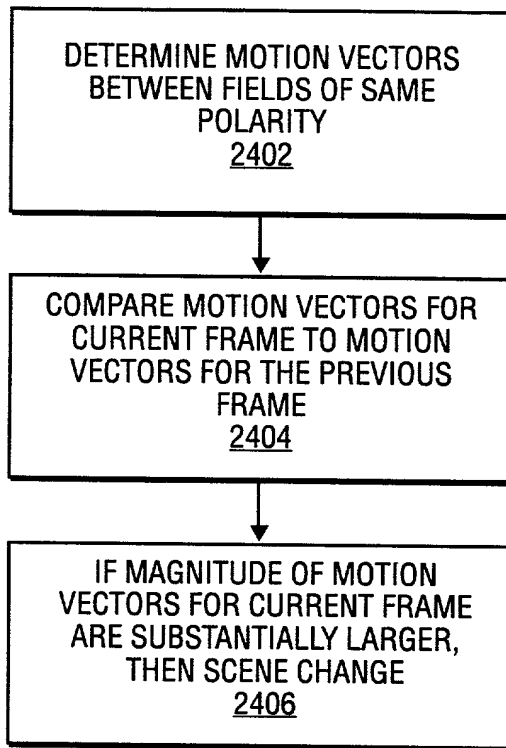 DETERMINE MOTION VECTORS
BETWEEN FIELDS OF SAME
POLARITY
2402
COMPARE MOTION VECTORS FOR
CURRENT FRAME TO MOTION
VECTORS FOR THE PREVIOUS
FRAME
2404
IF MAGNITUDE OF MOTION
VECTORS FOR CURRENT FRAME
ARE SUBSTANTIALLY LARGER,
THEN SCENE CHANGE
2406